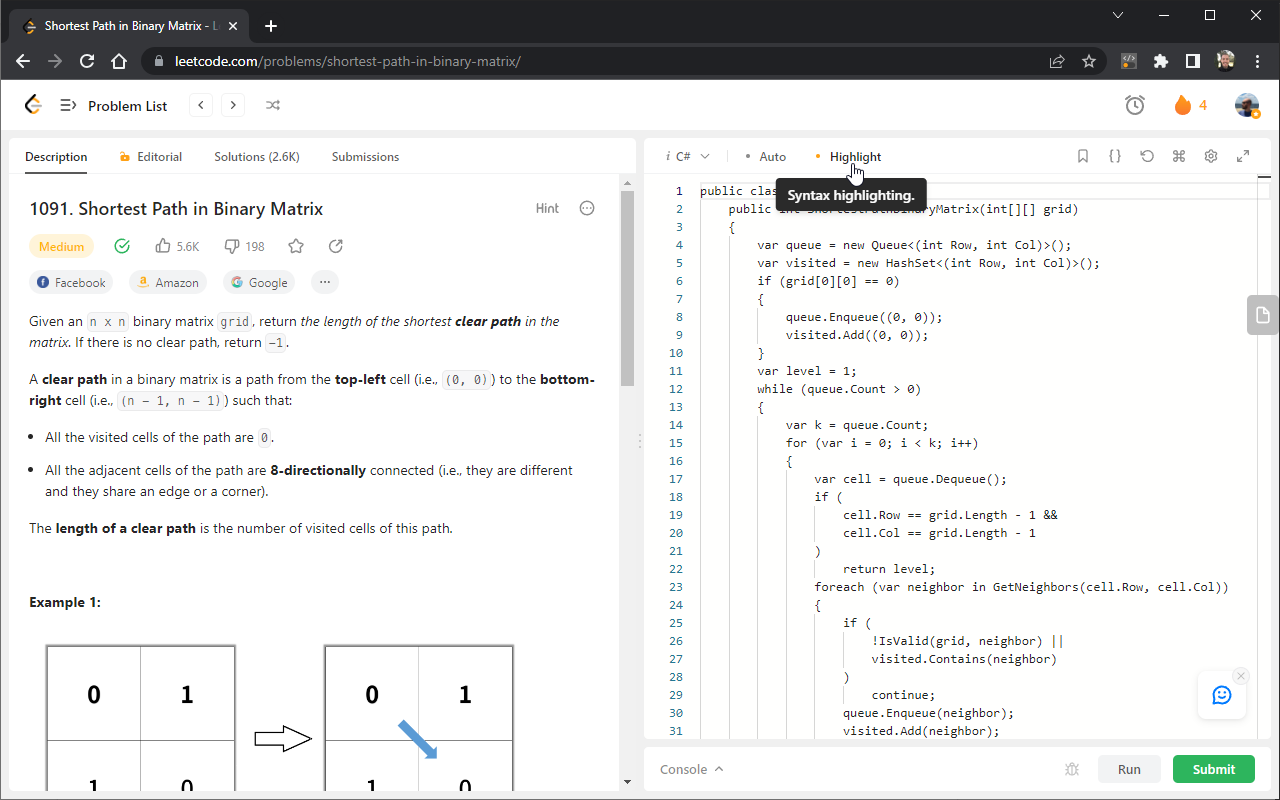 Shortest Path in Binary Matrix - L
leetcode.com/problems/shortest-path-in-binary-matrix/
Problem List
4
Description
Editorial
Solutions (2.6K)
Submissions
1091. Shortest Path in Binary Matrix
Hint
Medium
5.6K
198
Facebook
Amazon
Google
Given an n x n binary matrix grid, return the length of the shortest clear path in the
matrix. If there is no clear path, return -1.
A clear path in a binary matrix is a path from the top-left cell (i.e., (0, 0)) to the bottom-
right cell (i.e., (n - 1, n - 1)) such that:
• All the visited cells of the path are 0.
• All the adjacent cells of the path are 8-directionally connected (i.e., they are different
and they share an edge or a corner).
The length of a clear path is the number of visited cells of this path.
Example 1:
0 1 0 1
1 0 1 0
i C#
• Auto
• Highlight
{}
Syntax highlighting.
1 public clas
2 public int ShortestPathBinaryMatrix(int[][] grid)
3 {
4 var queue = new Queue<(int Row, int Col)>();
5 var visited = new HashSet<(int Row, int Col)>();
6 if (grid[0][0] == 0)
7 {
8 queue.Enqueue((0, 0));
9 visited.Add((0, 0));
10 }
11 var level = 1;
12 while (queue.Count > 0)
13 {
14 var k = queue.Count;
15 for (var i = 0; i < k; i++)
16 {
17 var cell = queue.Dequeue();
18 if (
19 cell.Row == grid.Length - 1 &&
20 cell.Col == grid.Length - 1
21 )
22 return level;
23 foreach (var neighbor in GetNeighbors(cell.Row, cell.Col))
24 {
25 if (
26 !IsValid(grid, neighbor) ||
27 visited.Contains(neighbor)
28 )
29 continue;
30 queue.Enqueue(neighbor);
31 visited.Add(neighbor);
Console
Run
Submit